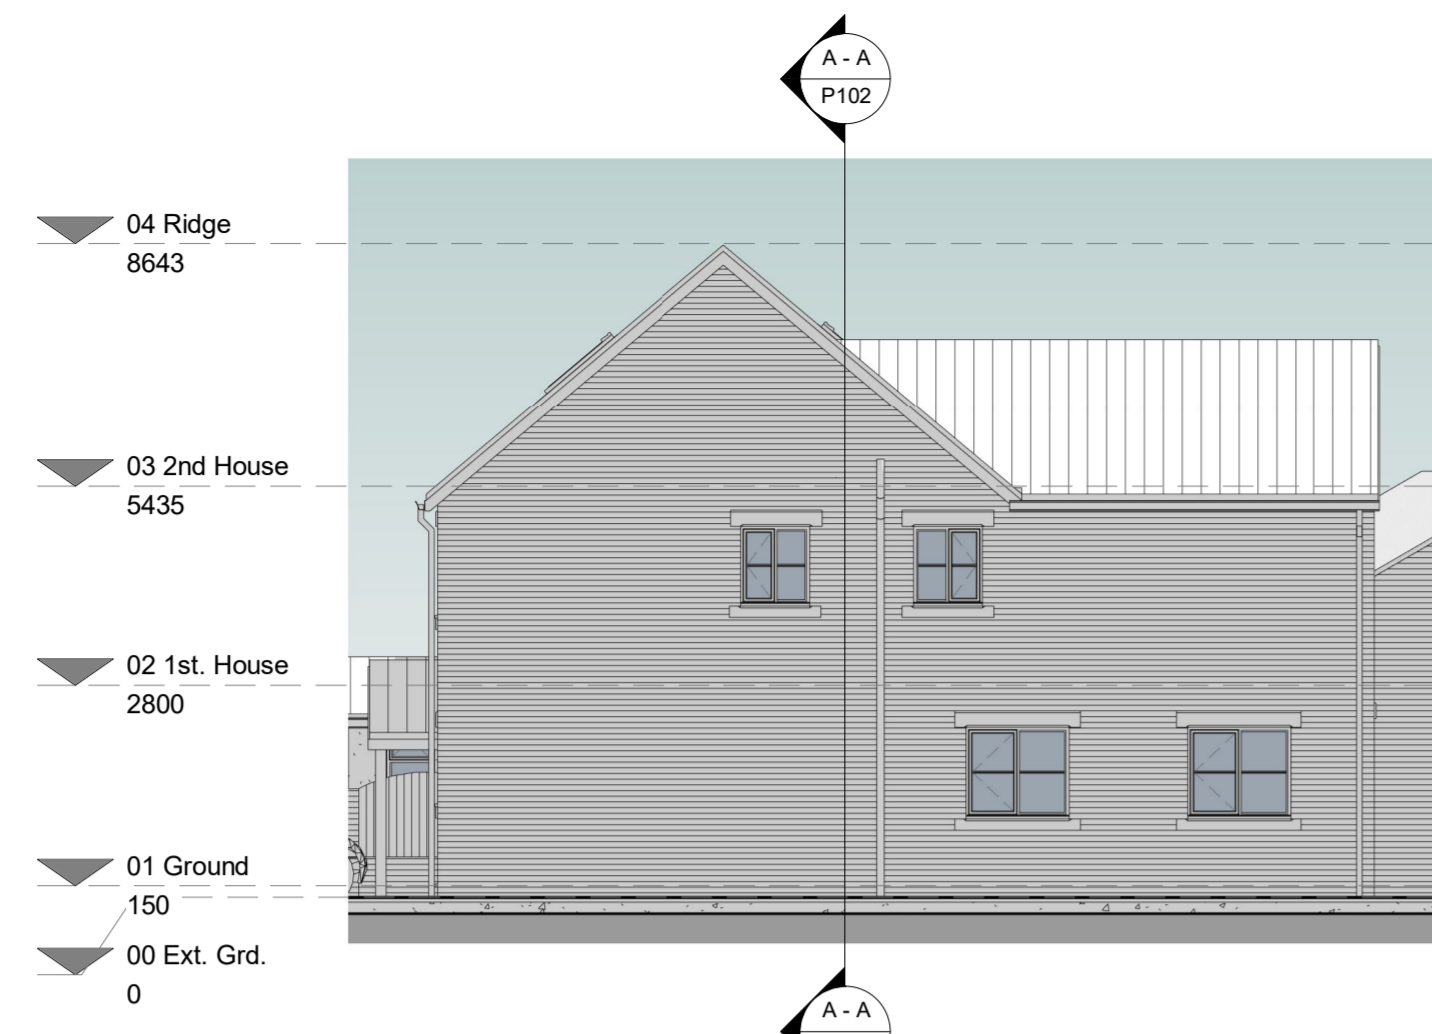 A - A
P102
04 Ridge
8643
03 2nd House
5435
02 1st. House
2800
01 Ground
150
00 Ext. Grd.
0
A - A